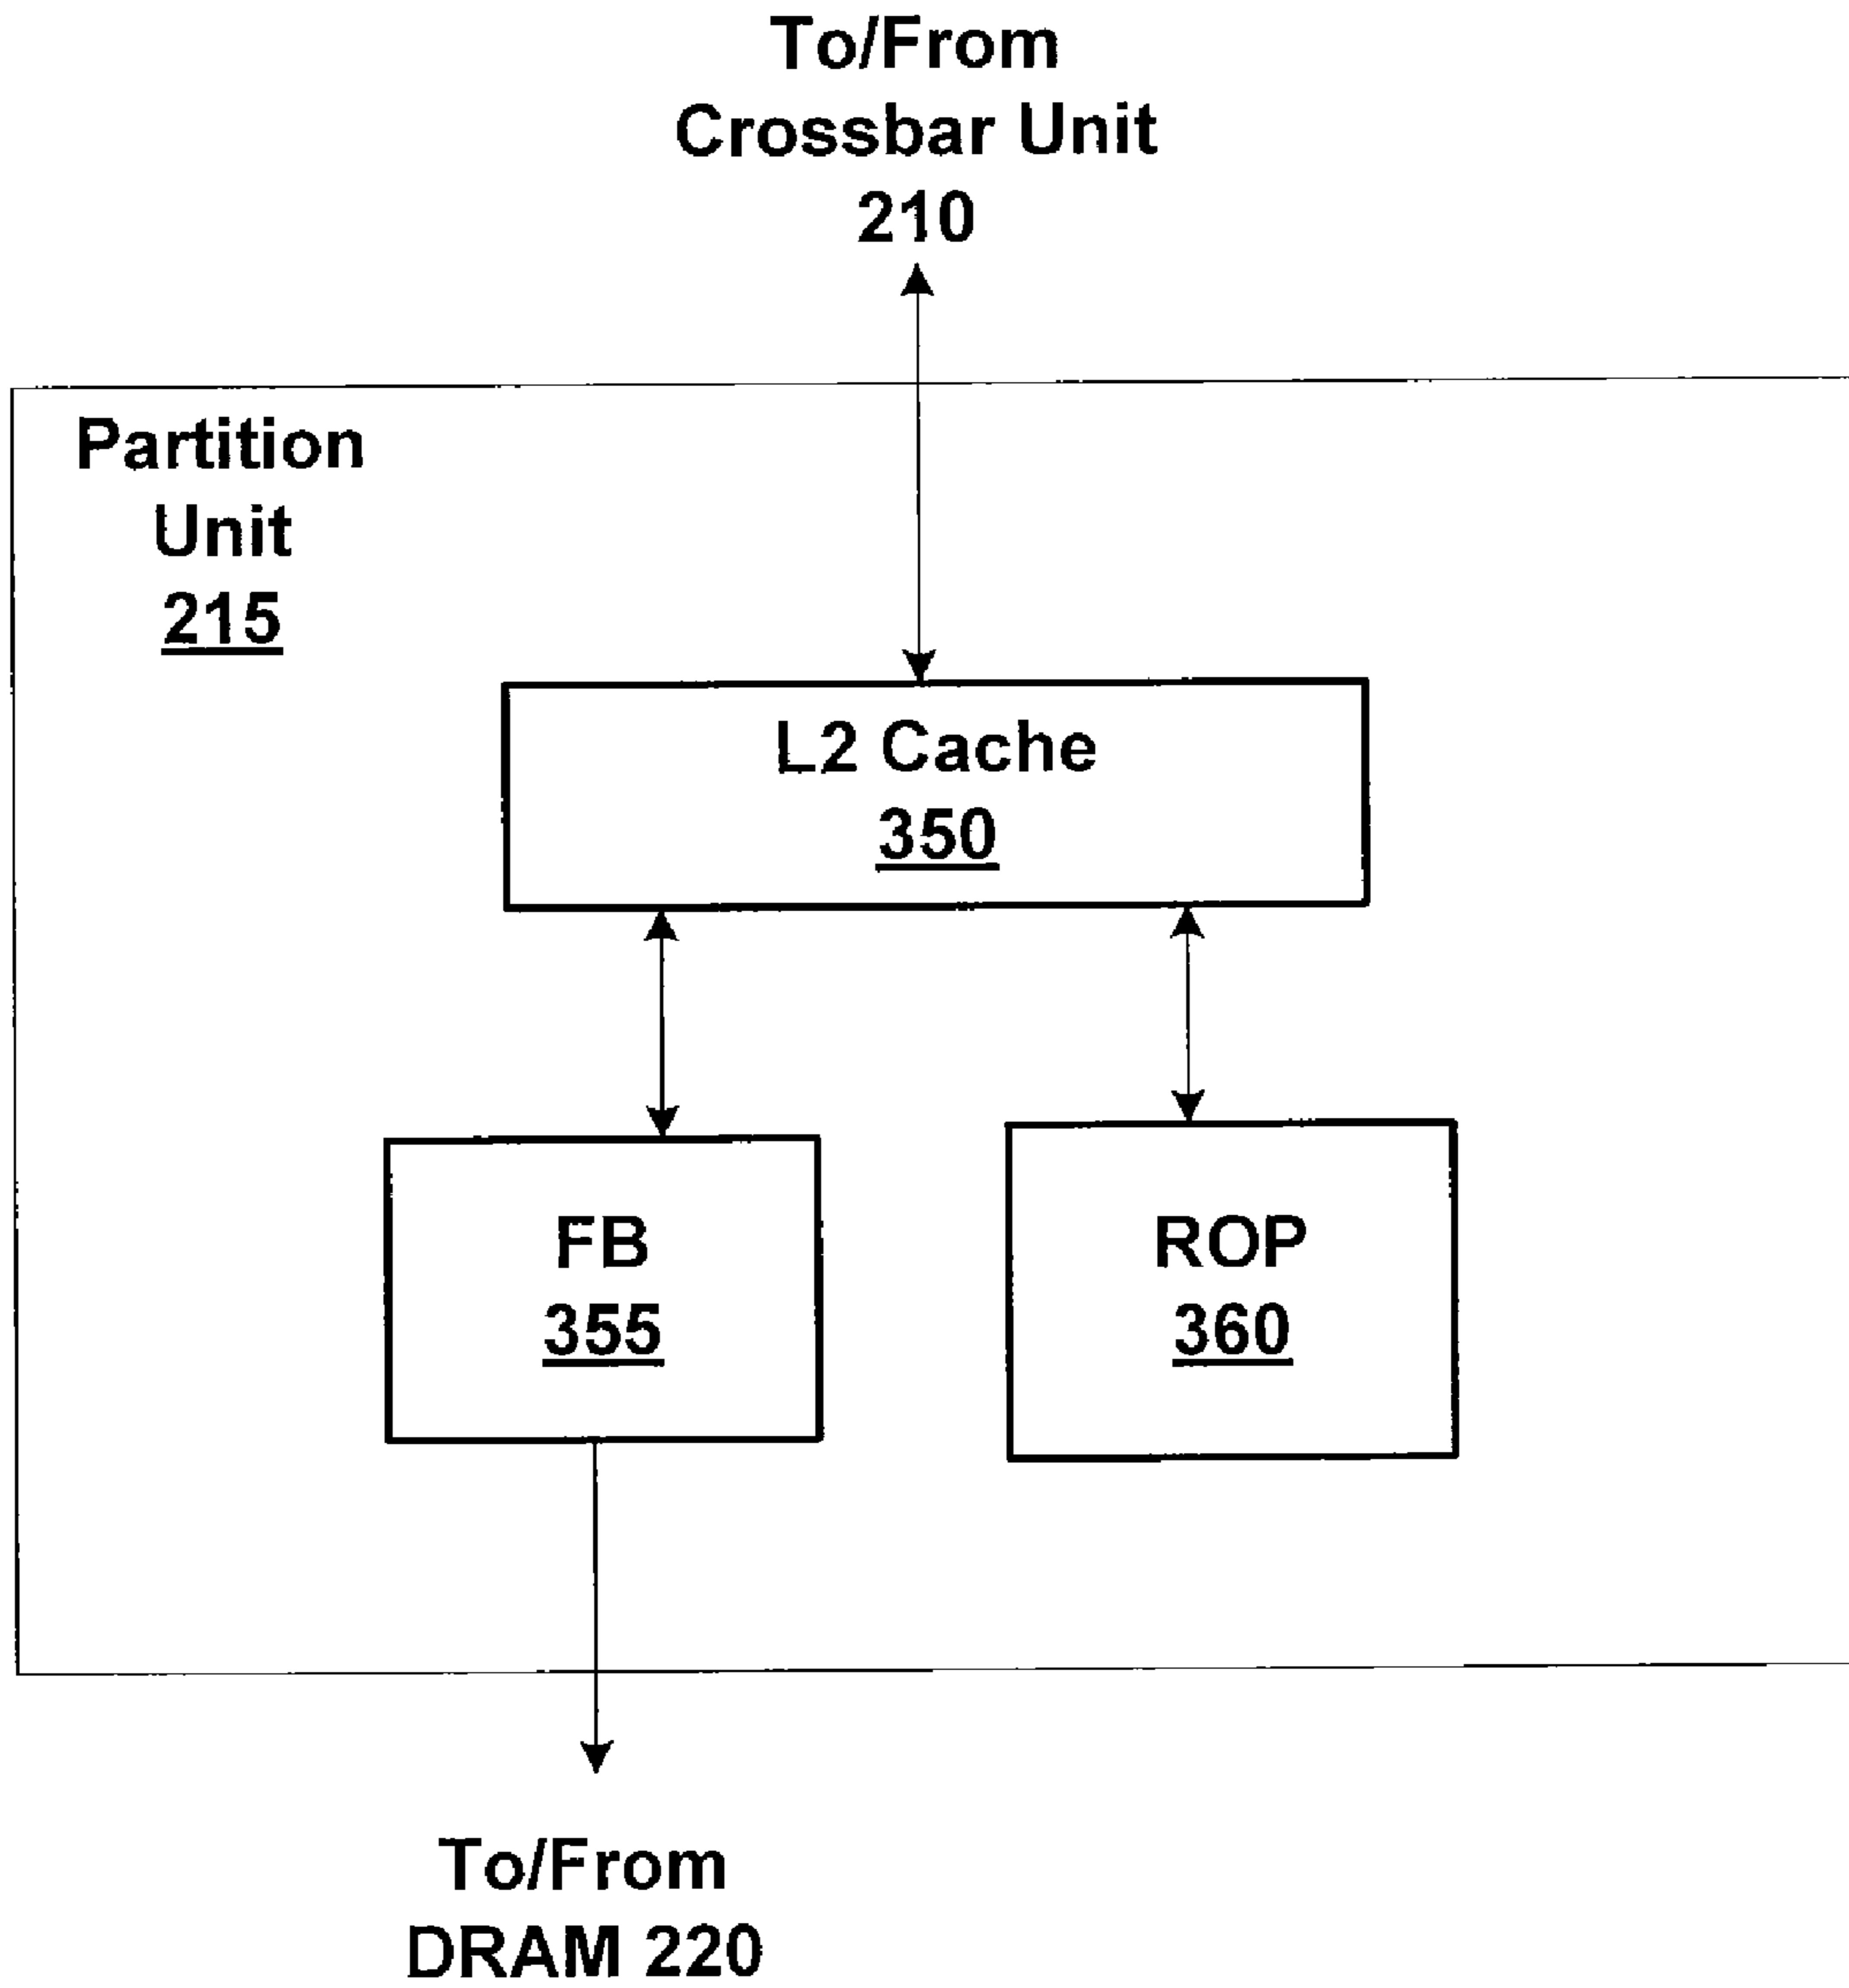 To/From
Crossbar Unit
210
Partition
Unit
215
L2 Cache
350
FB
355
ROP
360
To/From
DRAM 220